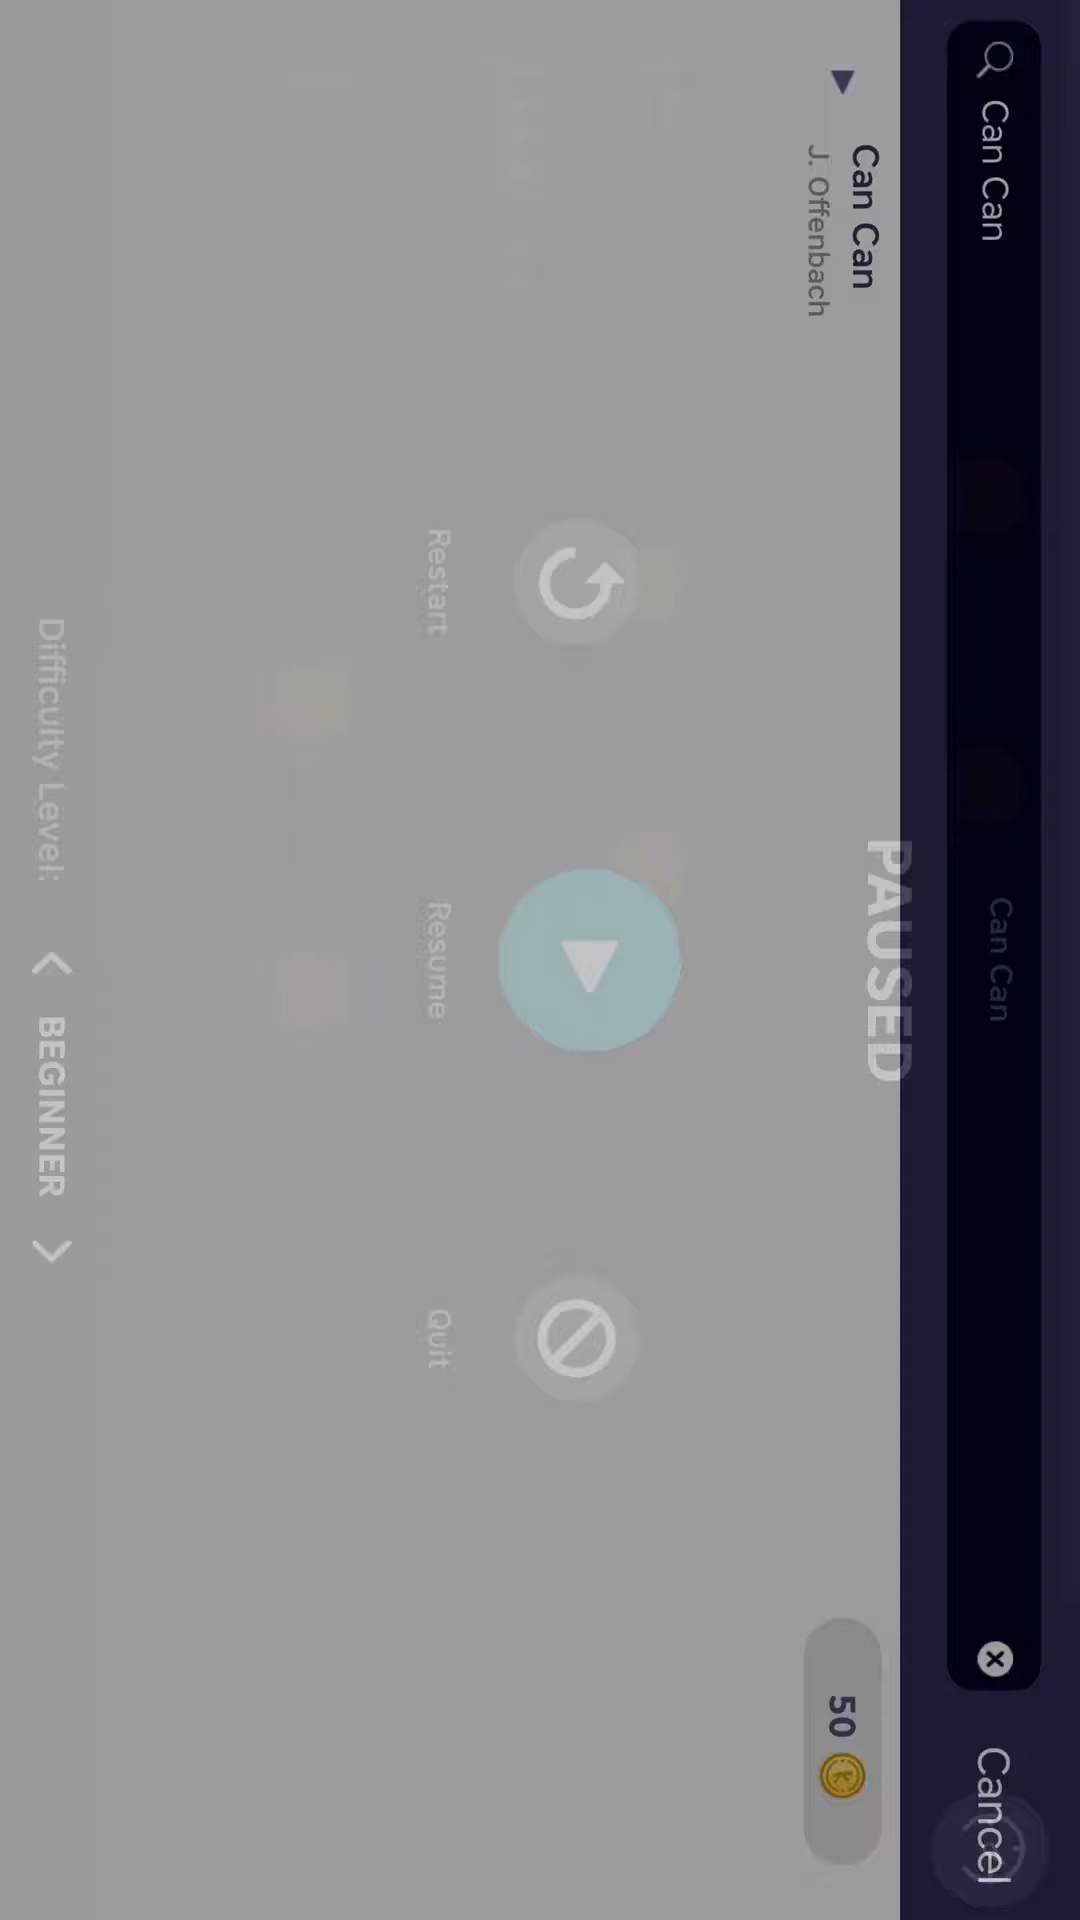 Can Can
Cancel
Can Can
PAUSED
Can Can
J. Offenbach
50
Restart
Resume
Quit
Difficulty Level:
BEGINNER